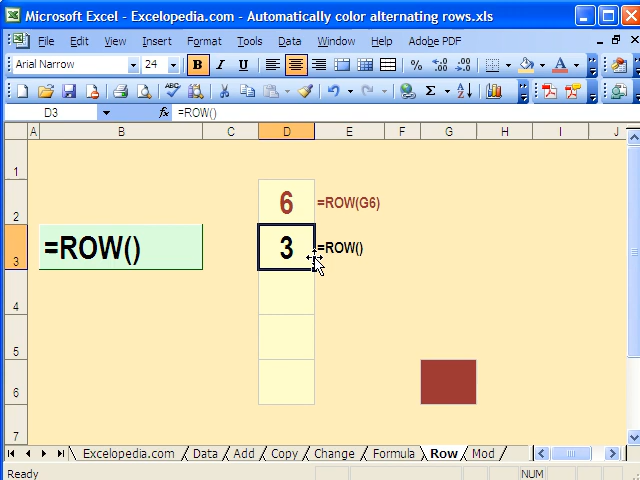 Microsoft Excel - Excelopedia.com - Automatically color alternating rows.xls
File Edit View Insert Format Tools Data Window Help Adobe PDF
Arial Narrow 24 B I U %
Σ
D3 fx =ROW()
A B C D E F G H I J
1
2 6 =ROW(G6)
3 =ROW() 3 =ROW()
4
5
6
7
Excelopedia.com Data Add Copy Change Formula Row Mod
Ready NUM